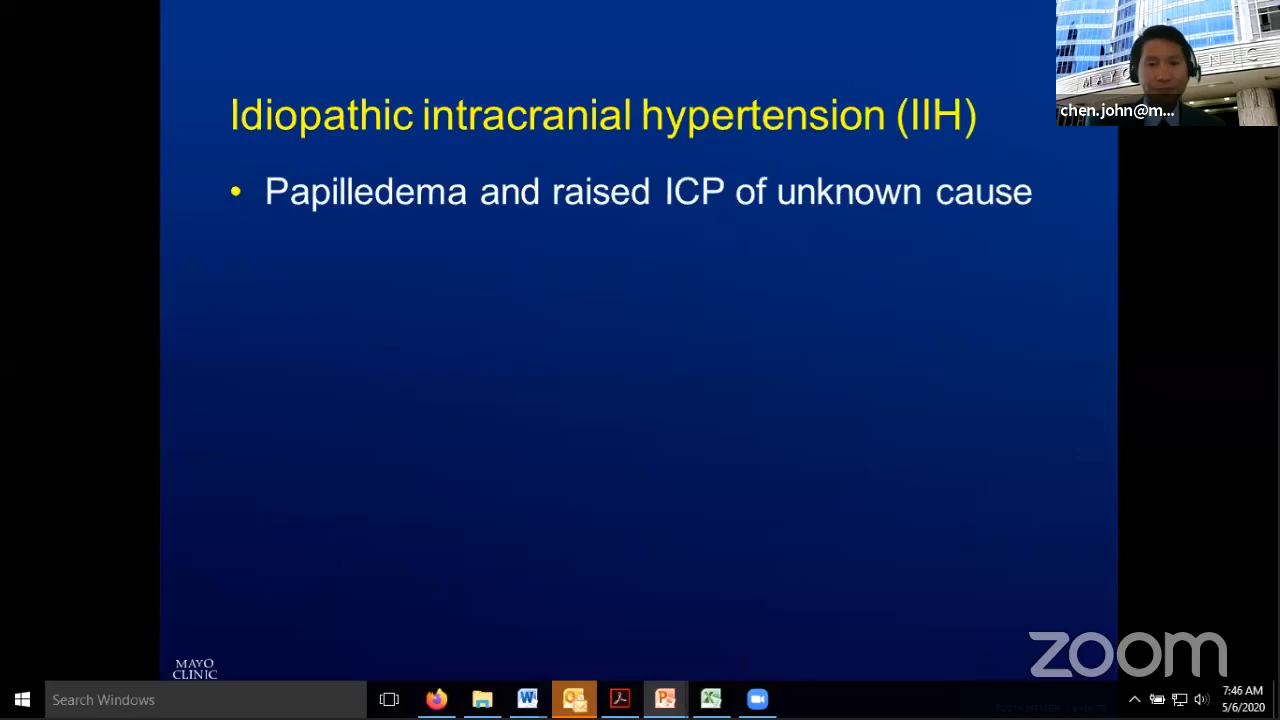 Idiopathic intracranial hypertension (IIH)
• Papilledema and raised ICP of unknown cause
chen.john@m...
MAYO
CLINIC
zoom
Search Windows
7:46 AM
5/6/2020